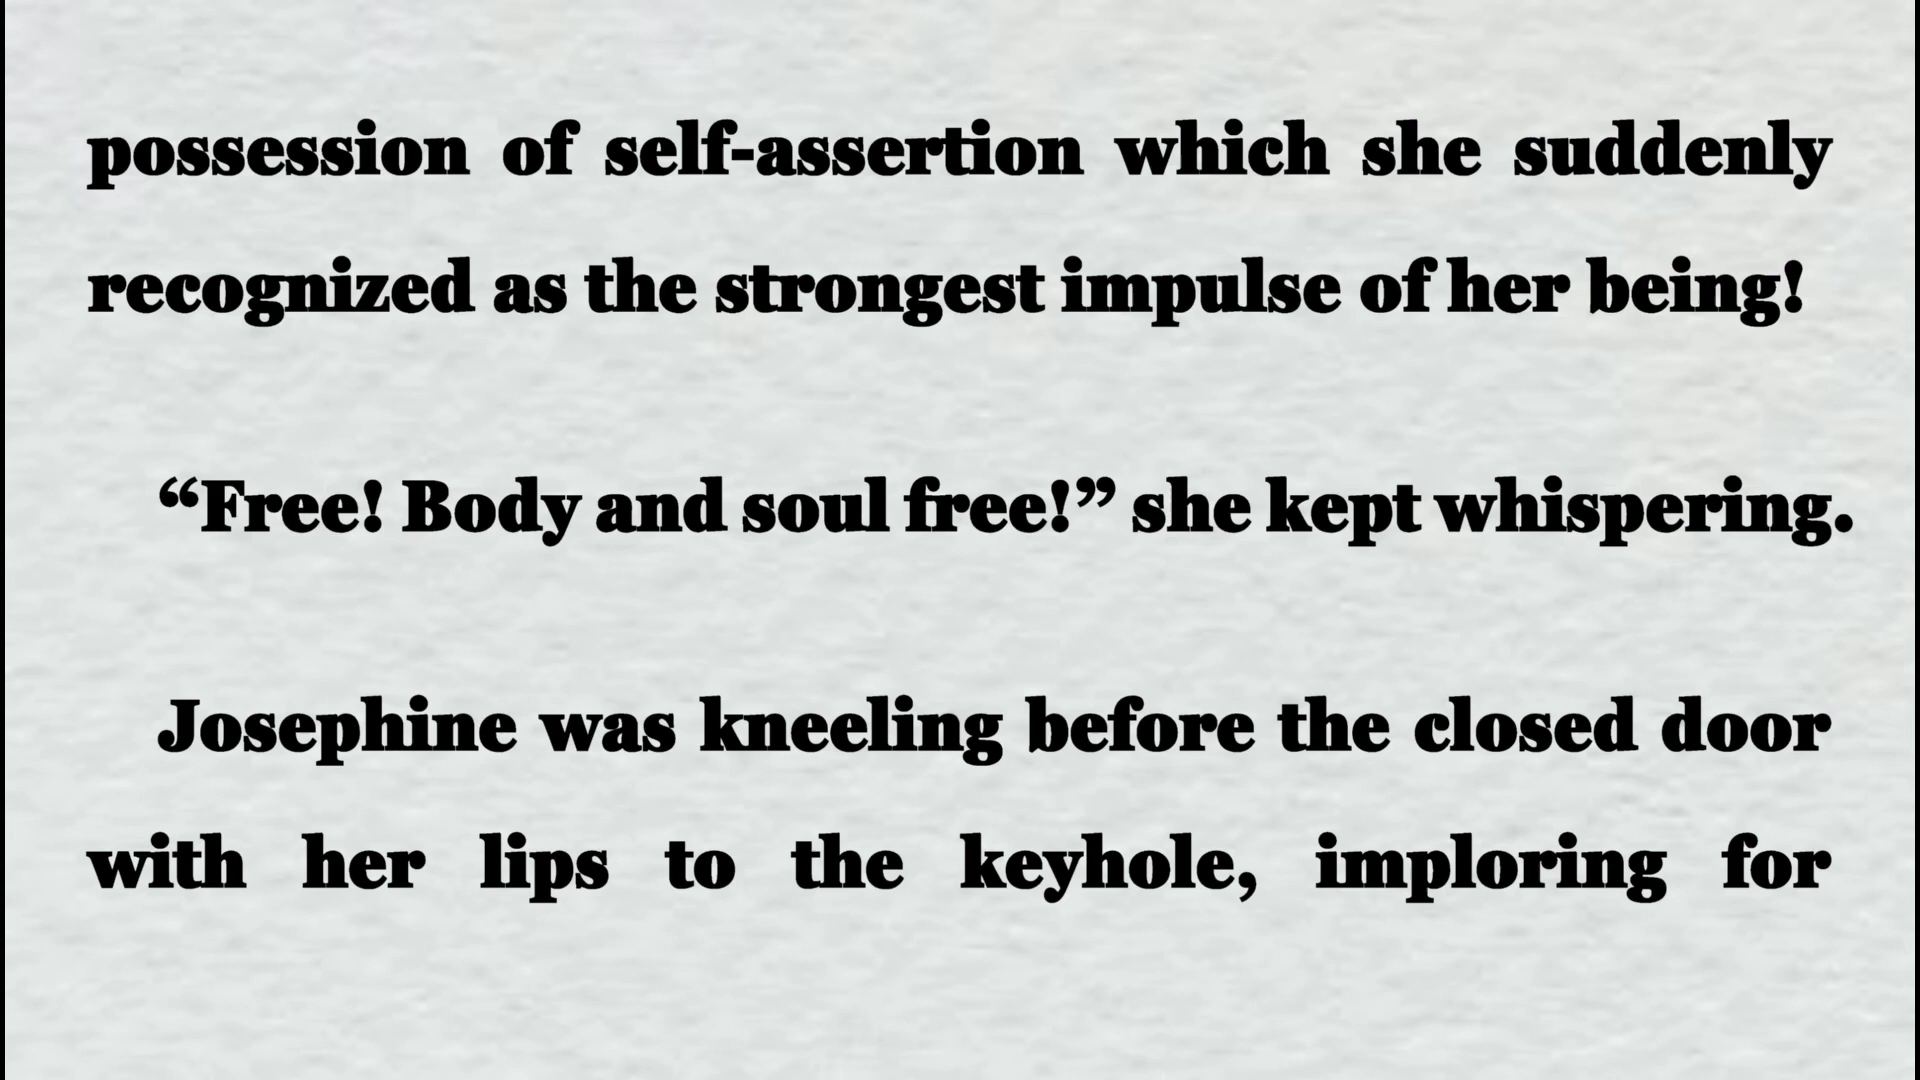 possession of self-assertion which she suddenly
recognized as the strongest impulse of her being!
“Free! Body and soul free!” she kept whispering.
Josephine was kneeling before the closed door
with her lips to the keyhole, imploring for